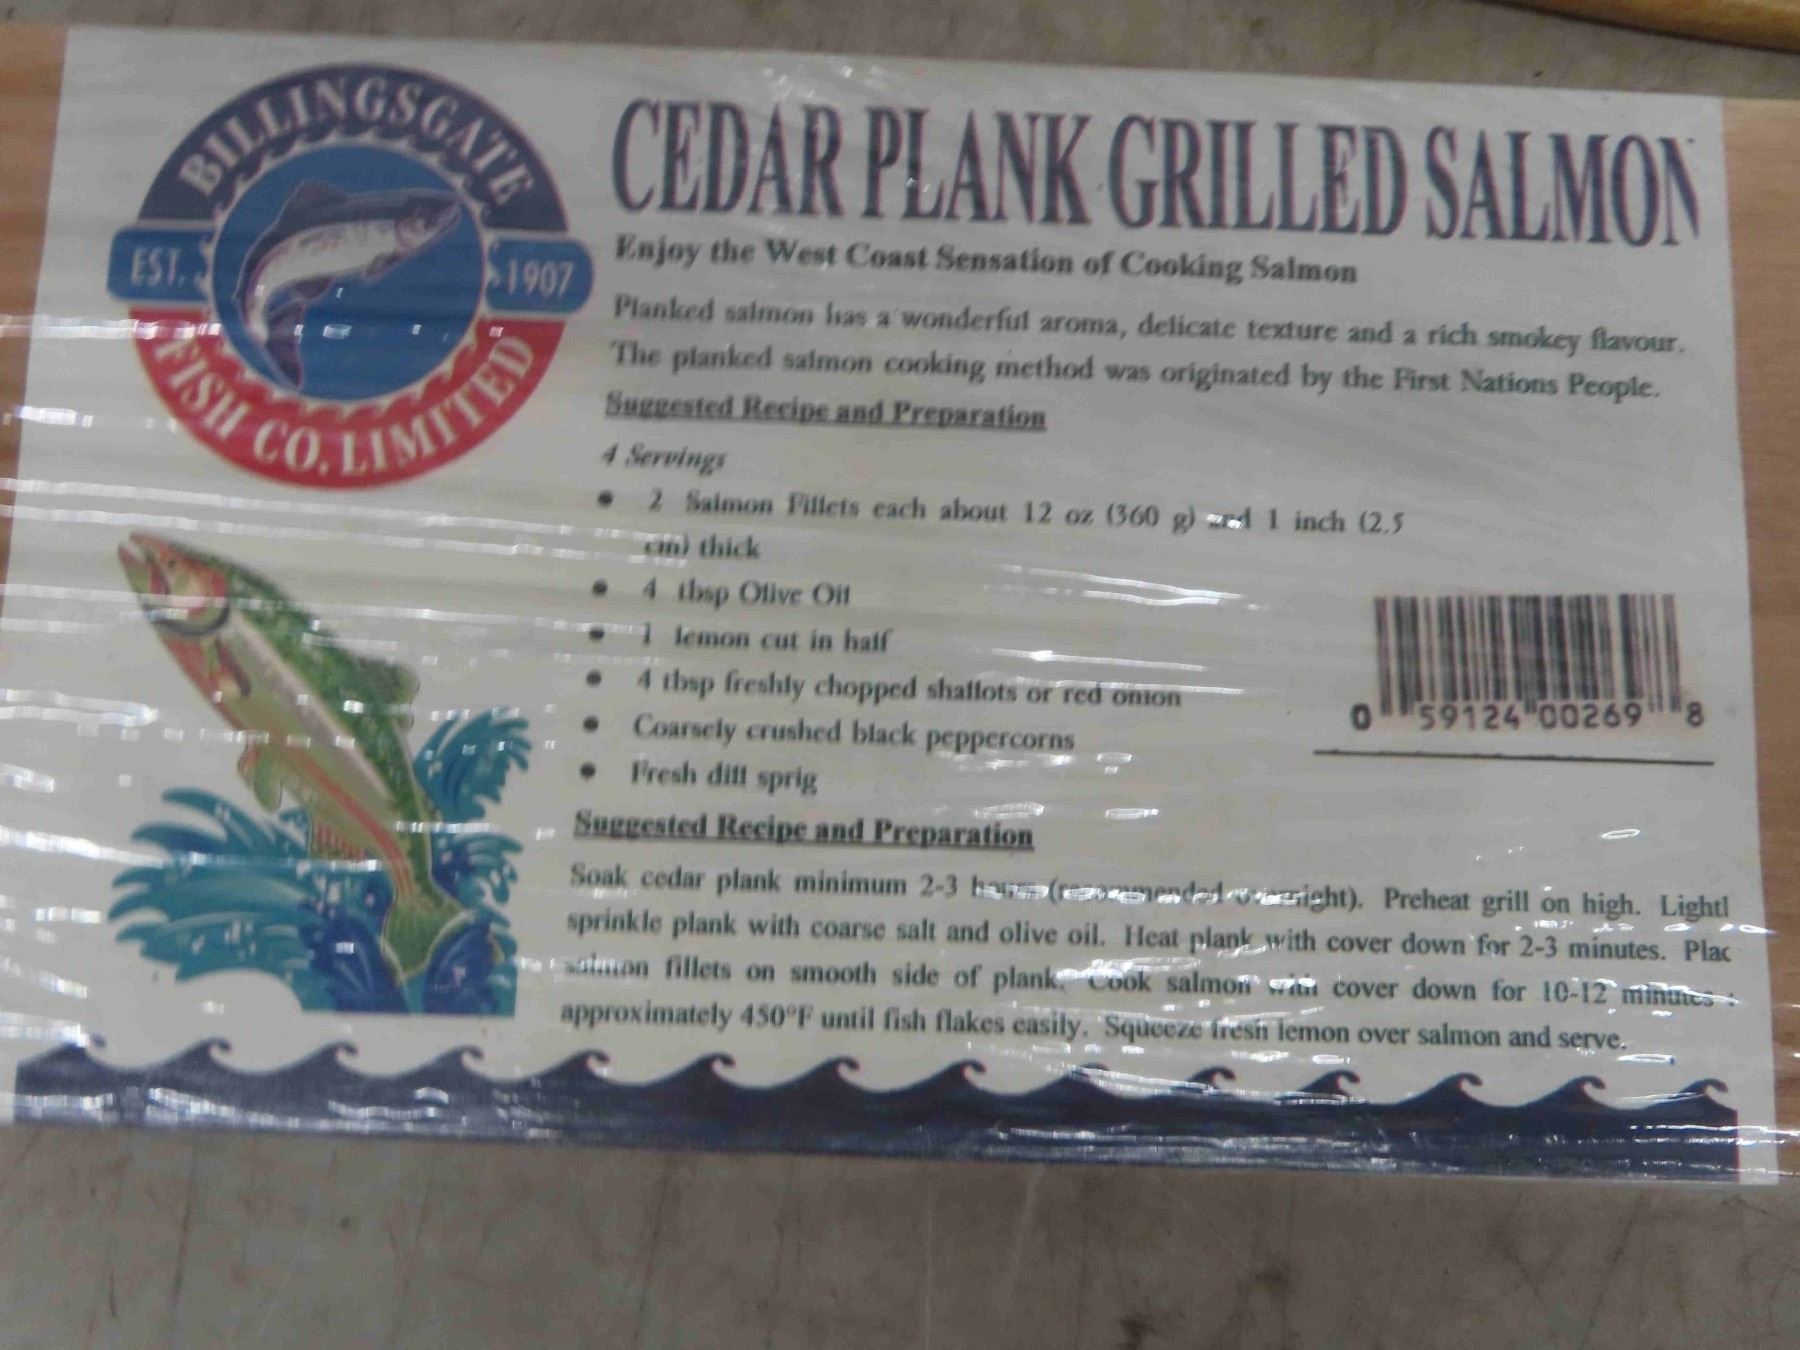 BILLINGSGATE
EST. 1907
FISH CO. LIMITED
CEDAR PLANK GRILLED SALMON
Enjoy the West Coast Sensation of Cooking Salmon
Planked salmon has a wonderful aroma, delicate texture and a rich smokey flavour.
The planked salmon cooking method was originated by the First Nations People.
Suggested Recipe and Preparation
4 Servings
• 2 Salmon Fillets each about 12 oz (360 g) and 1 inch (2.5
cm) thick
• 4 tbsp Olive Oil
• 1 lemon cut in half
• 4 tbsp freshly chopped shallots or red onion
• Coarsely crushed black peppercorns
• Fresh dill sprig
0 59124 00269 8
Suggested Recipe and Preparation
Soak cedar plank minimum 2-3 hours (recommended overnight). Preheat grill on high. Lightl
sprinkle plank with coarse salt and olive oil. Heat plank with cover down for 2-3 minutes. Plac
salmon fillets on smooth side of plank. Cook salmon with cover down for 10-12 minutes
approximately 450°F until fish flakes easily. Squeeze fresh lemon over salmon and serve.